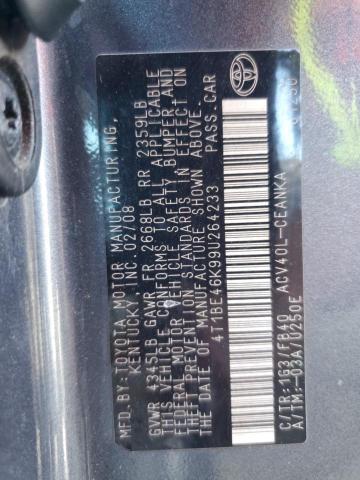 MFD.BY:TOYOTA MOTOR MANUFACTURING,
KENTUCKY, INC. 02/08
GVWR 4345LB GAWR FR 2668LB RR 2359LB
THIS VEHICLE CONFORMS TO ALL APPLICABLE
FEDERAL MOTOR VEHICLE SAFETY, BUMPER AND
THEFT PREVENTION STANDARDS IN EFFECT ON
THE DATE OF MANUFACTURE SHOWN ABOVE.
4T1BE46K99U264233 PASS.CAR
C/TR:1G3/FB40 ACV40L-CEANKA
A/TM:-03A/U250E
TOYOTA